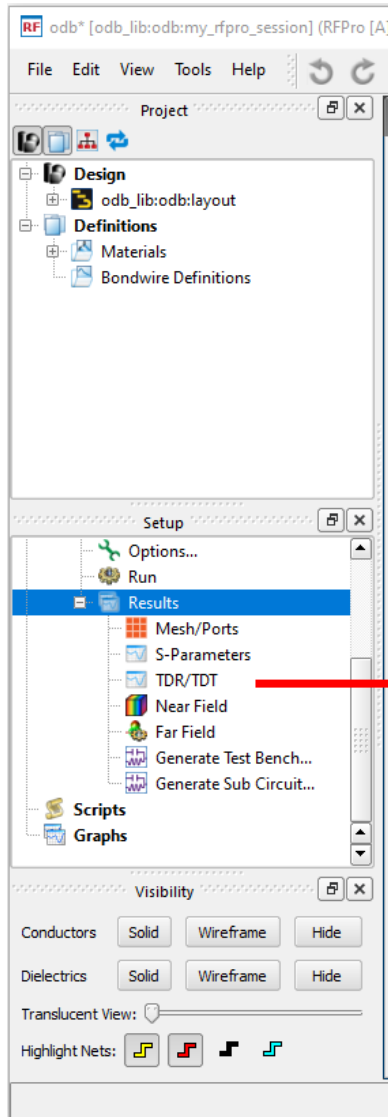 RF odb* [odb_lib:odb:my_rfpro_session] (RFPro [A]
File Edit View Tools Help
Project
Design
odb_lib:odb:layout
Definitions
Materials
Bondwire Definitions
Setup
Options...
Run
Results
Mesh/Ports
S-Parameters
TDR/TDT
Near Field
Far Field
Generate Test Bench...
Generate Sub Circuit...
Scripts
Graphs
Visibility
Conductors Solid Wireframe Hide
Dielectrics Solid Wireframe Hide
Translucent View:
Highlight Nets: